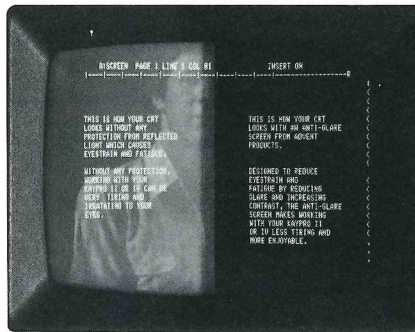 B:SCREEN PAGE 1 LINE 1 COL 01 INSERT ON
THIS IS HOW YOUR CRT
LOOKS WITHOUT ANY
PROTECTION FROM REFLECTED
LIGHT WHICH CAUSES
EYESTRAIN AND FATIGUE.
WITHOUT ANY PROTECTION,
WORKING WITH YOUR
KAYPRO II OR IV CAN BE
VERY TIRING AND
IRRATATING TO YOUR
EYES.
THIS IS HOW YOUR CRT
LOOKS WITH AN ANTI-GLARE
SCREEN FROM ADVENT
PRODUCTS.
DESIGNED TO REDUCE
EYESTRAIN AND
FATIGUE BY REDUCING
GLARE AND INCREASING
CONTRAST, THE ANTI-GLARE
SCREEN MAKES WORKING
WITH YOUR KAYPRO II
OR IV LESS TIRING AND
MORE ENJOYABLE.